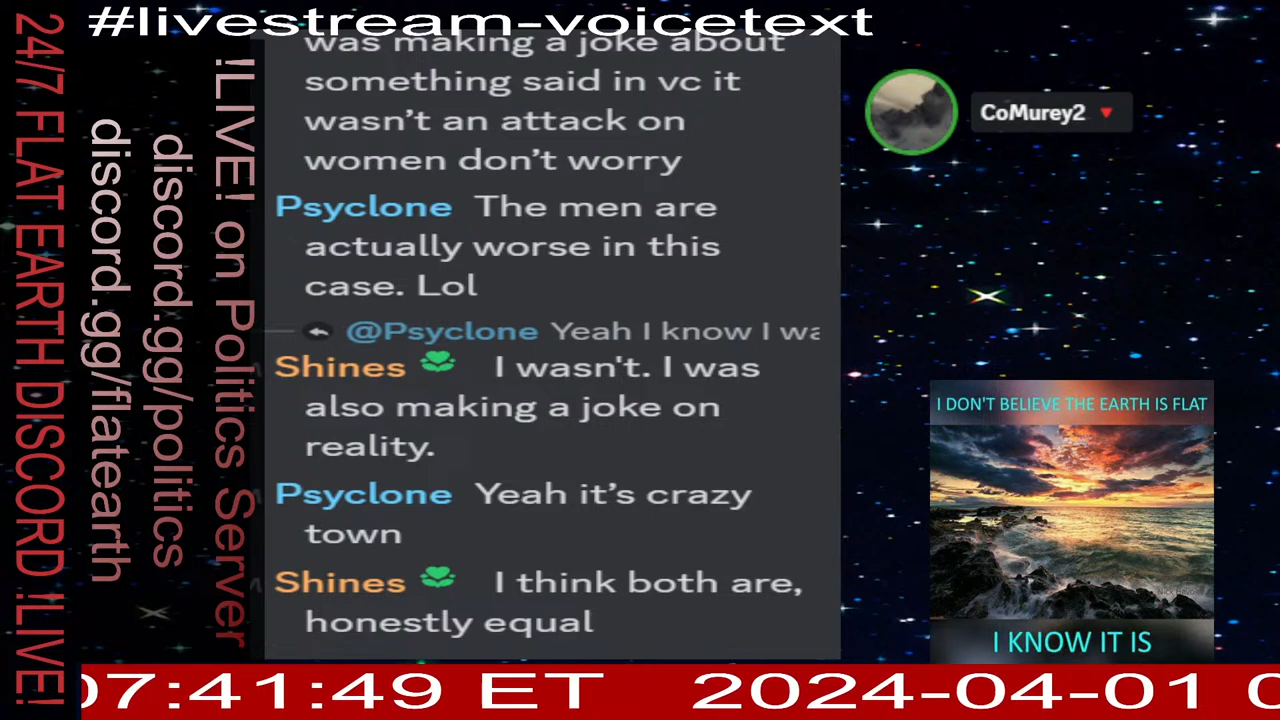 #livestream-voicetext
24/7 FLAT EARTH DISCORD !LIVE!
discord.gg/flatearth
discord.gg/politics
!LIVE! on Politics Server
was making a joke about
something said in vc it
wasn’t an attack on
women don’t worry
Psyclone The men are
actually worse in this
case. Lol
@Psyclone Yeah I know I wa
Shines I wasn't. I was
also making a joke on
reality.
Psyclone Yeah it’s crazy
town
Shines I think both are,
honestly equal
CoMurey2
I DON'T BELIEVE THE EARTH IS FLAT
I KNOW IT IS
07:41:49 ET 2024-04-01 0